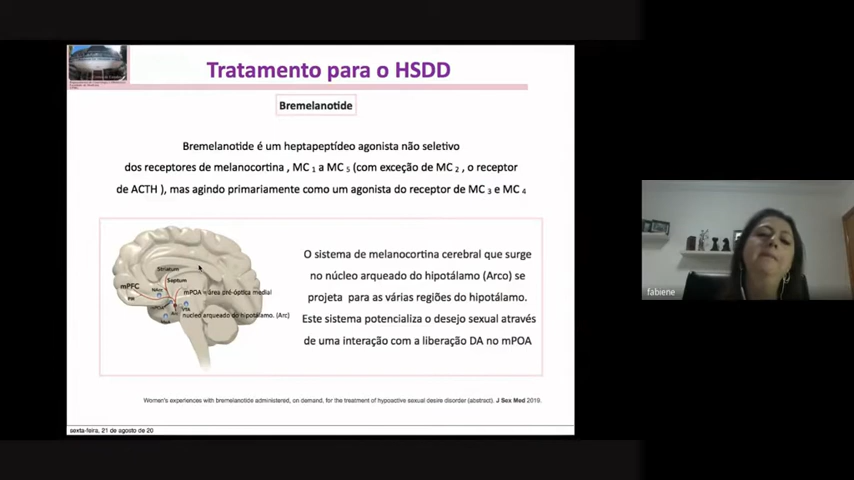 Tratamento para o HSDD
Bremelanotide
Bremelanotide é um heptapeptídeo agonista não seletivo
dos receptores de melanocortina , MC 1 a MC 5 (com exceção de MC 2 , o receptor
de ACTH ), mas agindo primariamente como um agonista do receptor de MC 3 e MC 4
Striatum
Septum
mPFC
mPOA = área pré-óptica medial
Arc
núcleo arqueado do hipotálamo. (Arc)
O sistema de melanocortina cerebral que surge
no núcleo arqueado do hipotálamo (Arco) se
projeta para as várias regiões do hipotálamo.
Este sistema potencializa o desejo sexual através
de uma interação com a liberação DA no mPOA
Women's experiences with bremelanotide administered, on demand, for the treatment of hypoactive sexual desire disorder (abstract). J Sex Med 2019.
sexta-feira, 21 de agosto de 20
fabiene